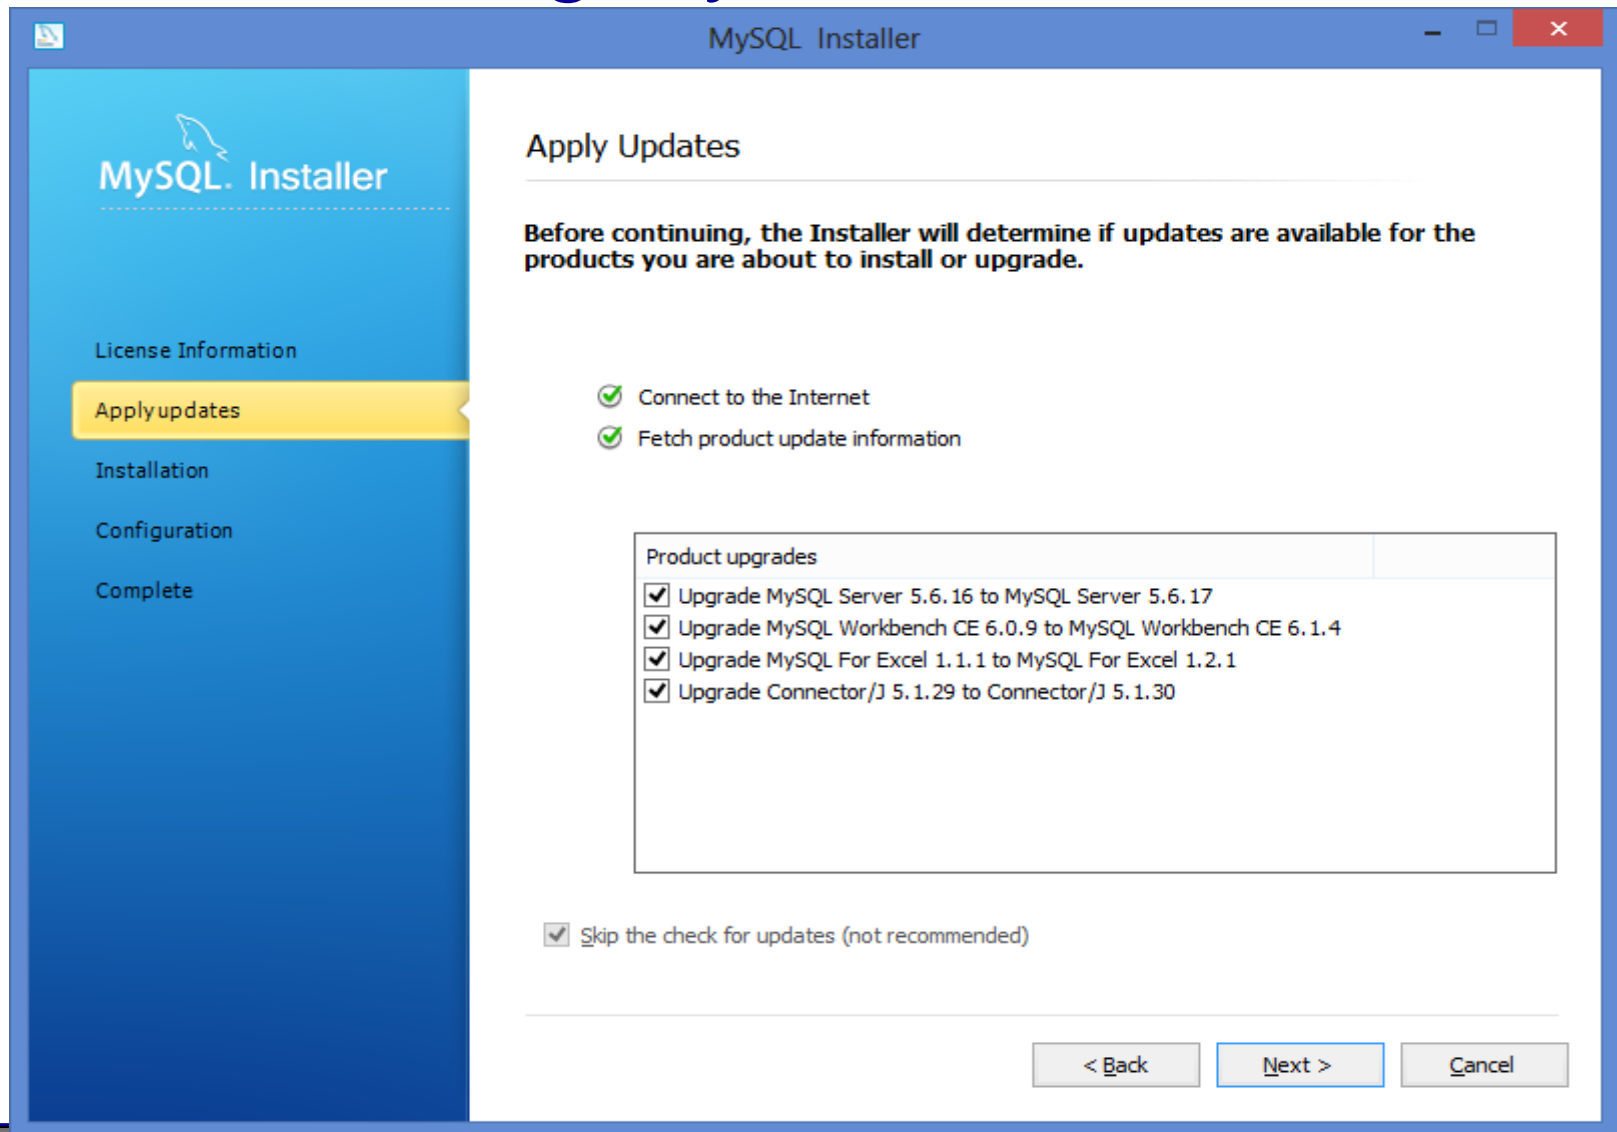 MySQL Installer
MySQL. Installer
License Information
Apply updates
Installation
Configuration
Complete
Apply Updates
Before continuing, the Installer will determine if updates are available for the
products you are about to install or upgrade.
Connect to the Internet
Fetch product update information
Product upgrades
Upgrade MySQL Server 5.6.16 to MySQL Server 5.6.17
Upgrade MySQL Workbench CE 6.0.9 to MySQL Workbench CE 6.1.4
Upgrade MySQL For Excel 1.1.1 to MySQL For Excel 1.2.1
Upgrade Connector/J 5.1.29 to Connector/J 5.1.30
Skip the check for updates (not recommended)
< Back
Next >
Cancel